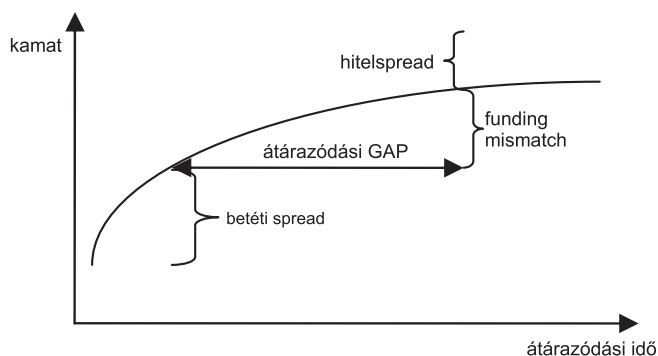 kamat
hitelspread
funding
mismatch
átárazódási GAP
betéti spread
átárazódási idő